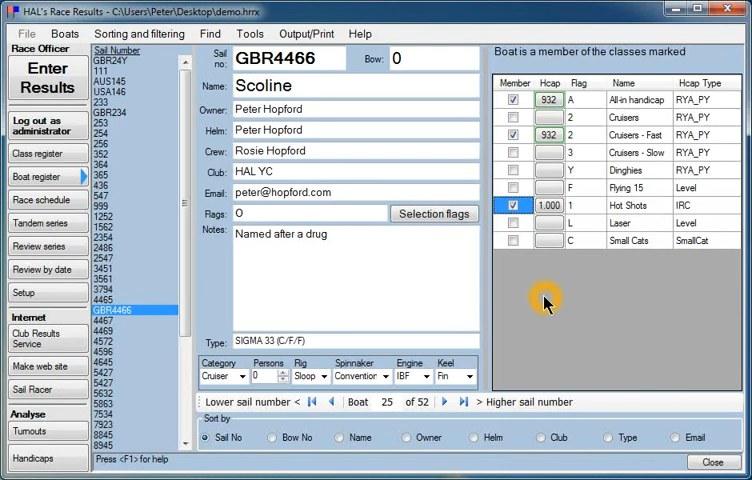 HAL's Race Results - C:\Users\Peter\Desktop\demo.hrrx
File Boats Sorting and filtering Find Tools Output/Print Help
Race Officer
Enter
Results
Log out as
administrator
Class register
Boat register
Race schedule
Tandem series
Review series
Review by date
Setup
Internet
Club Results
Service
Make web site
Sail Racer
Analyse
Turnouts
Handicaps
Sail Number
GBR24Y
111
AUS145
USA146
233
GBR234
253
254
256
352
364
365
436
547
999
1252
1562
2354
2486
2547
3451
3561
3794
4465
GBR4466
4467
4469
4572
4596
4645
5427
5427
5632
5863
7534
7923
8845
8945
Sail no: GBR4466 Bow: 0
Name: Scoline
Owner: Peter Hopford
Helm: Peter Hopford
Crew: Rosie Hopford
Club: HAL YC
Email: peter@hopford.com
Flags: O Selection flags
Notes: Named after a drug
Type: SIGMA 33 (C/F/F)
Category Persons Rig Spinnaker Engine Keel
Cruiser 0 Sloop Convention IBF Fin
Lower sail number < Boat 25 of 52 > Higher sail number
Sort by
Sail No Bow No Name Owner Helm Club Type Email
Press <F1> for help
Close
Boat is a member of the classes marked
Member Hcap Flag Name Hcap Type
932 A All-in handicap RYA_PY
2 Cruisers RYA_PY
932 2 Cruisers - Fast RYA_PY
3 Cruisers - Slow RYA_PY
Y Dinghies RYA_PY
F Flying 15 Level
1.000 1 Hot Shots IRC
L Laser Level
C Small Cats SmallCat